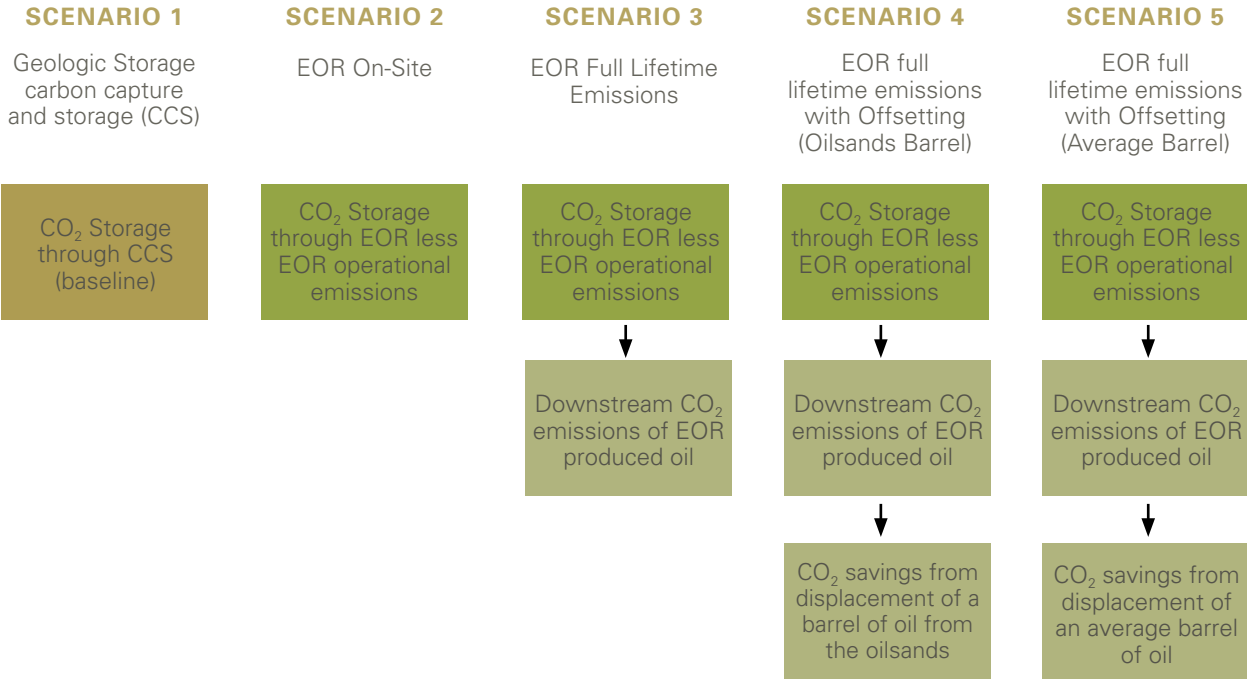 SCENARIO 1
Geologic Storage
carbon capture
and storage (CCS)
CO₂ Storage
through CCS
(baseline)
SCENARIO 2
EOR On-Site
CO₂ Storage
through EOR less
EOR operational
emissions
SCENARIO 3
EOR Full Lifetime
Emissions
CO₂ Storage
through EOR less
EOR operational
emissions
Downstream CO₂
emissions of EOR
produced oil
SCENARIO 4
EOR full
lifetime emissions
with Offsetting
(Oilsands Barrel)
CO₂ Storage
through EOR less
EOR operational
emissions
Downstream CO₂
emissions of EOR
produced oil
CO₂ savings from
displacement of a
barrel of oil from
the oilsands
SCENARIO 5
EOR full
lifetime emissions
with Offsetting
(Average Barrel)
CO₂ Storage
through EOR less
EOR operational
emissions
Downstream CO₂
emissions of EOR
produced oil
CO₂ savings from
displacement of
an average barrel
of oil